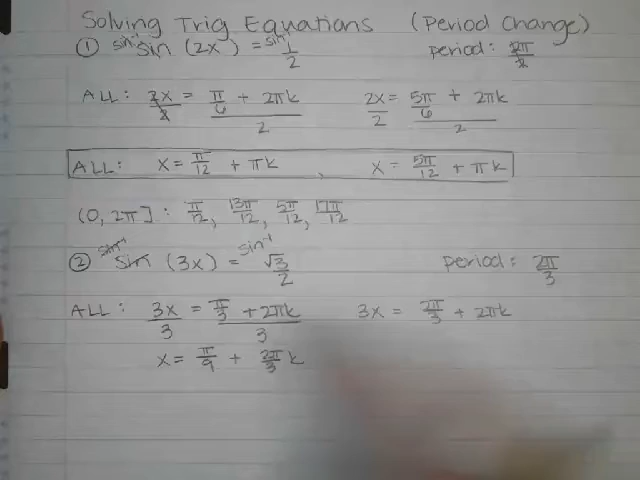 Solving Trig Equations (Period Change)
① sin⁻¹ sin (2x) = sin⁻¹ 1/2 period: 2π/2
ALL: 2x/2 = (π/6 + 2πk)/2 2x/2 = (5π/6 + 2πk)/2
ALL: x = π/12 + πk , x = 5π/12 + πk
(0, 2π]: π/12, 13π/12, 5π/12, 17π/12
② sin⁻¹ sin (3x) = sin⁻¹ √3/2 period: 2π/3
ALL: 3x/3 = (π/3 + 2πk)/3 3x = 2π/3 + 2πk
x = π/9 + 2π/3 k